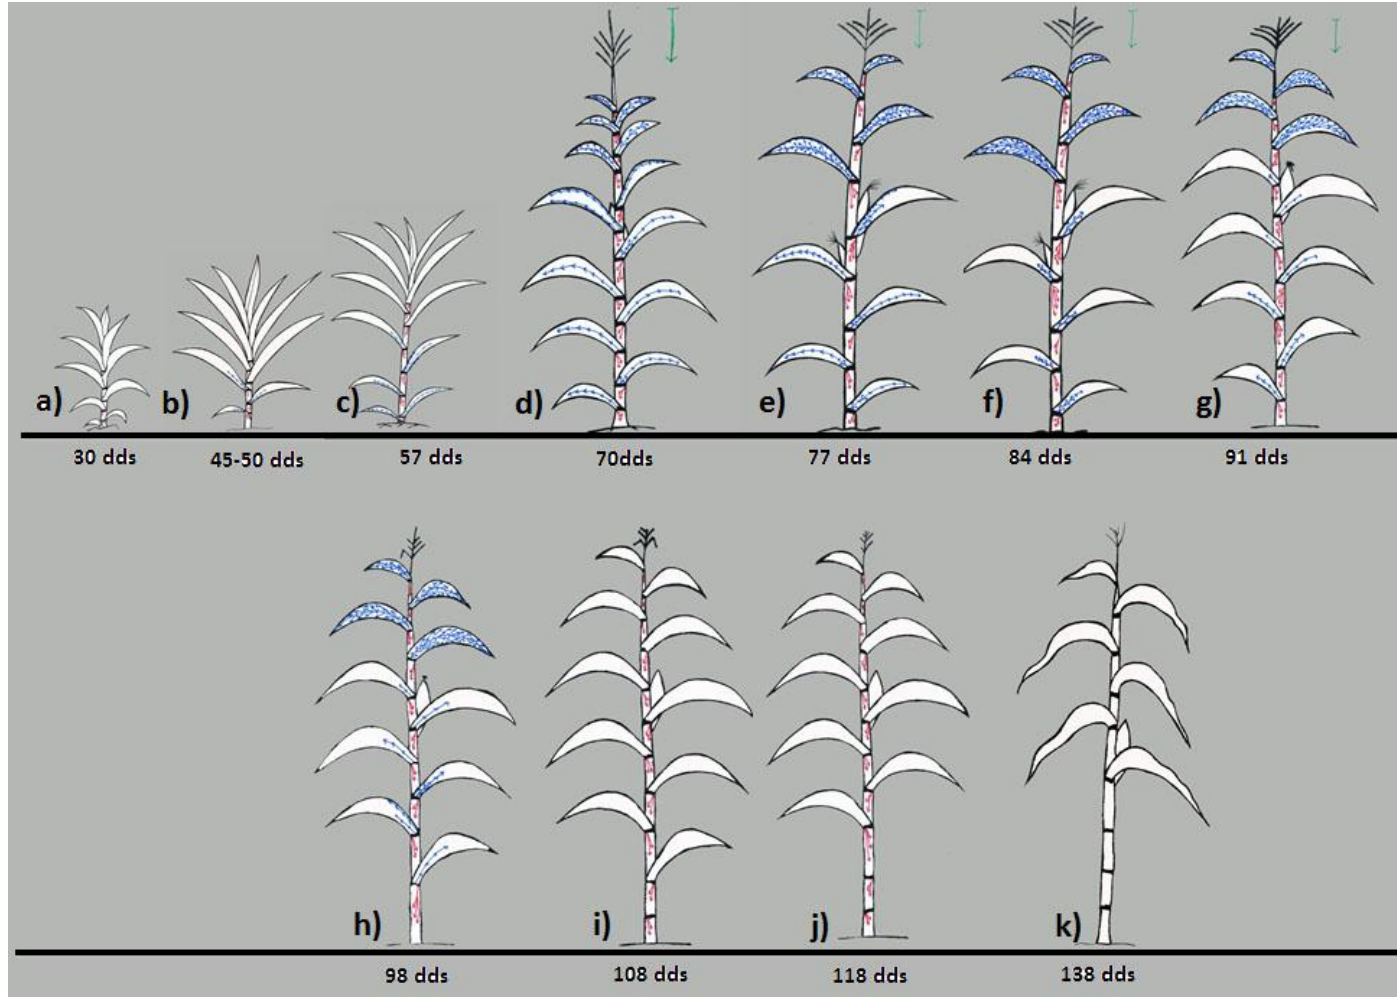 a)
b)
c)
d)
e)
f)
g)
30 dds
45-50 dds
57 dds
70dds
77 dds
84 dds
91 dds
h)
i)
j)
k)
98 dds
108 dds
118 dds
138 dds